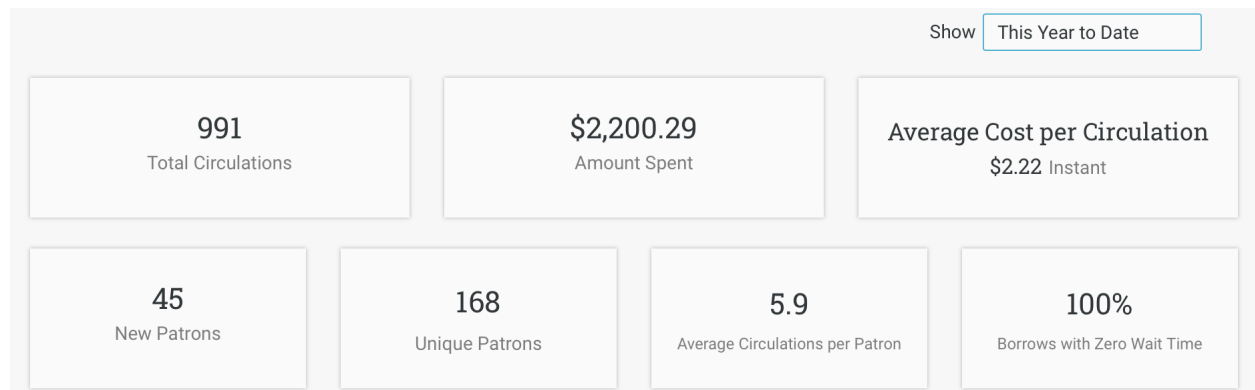 Show This Year to Date
991
Total Circulations
$2,200.29
Amount Spent
Average Cost per Circulation
$2.22 Instant
45
New Patrons
168
Unique Patrons
5.9
Average Circulations per Patron
100%
Borrows with Zero Wait Time